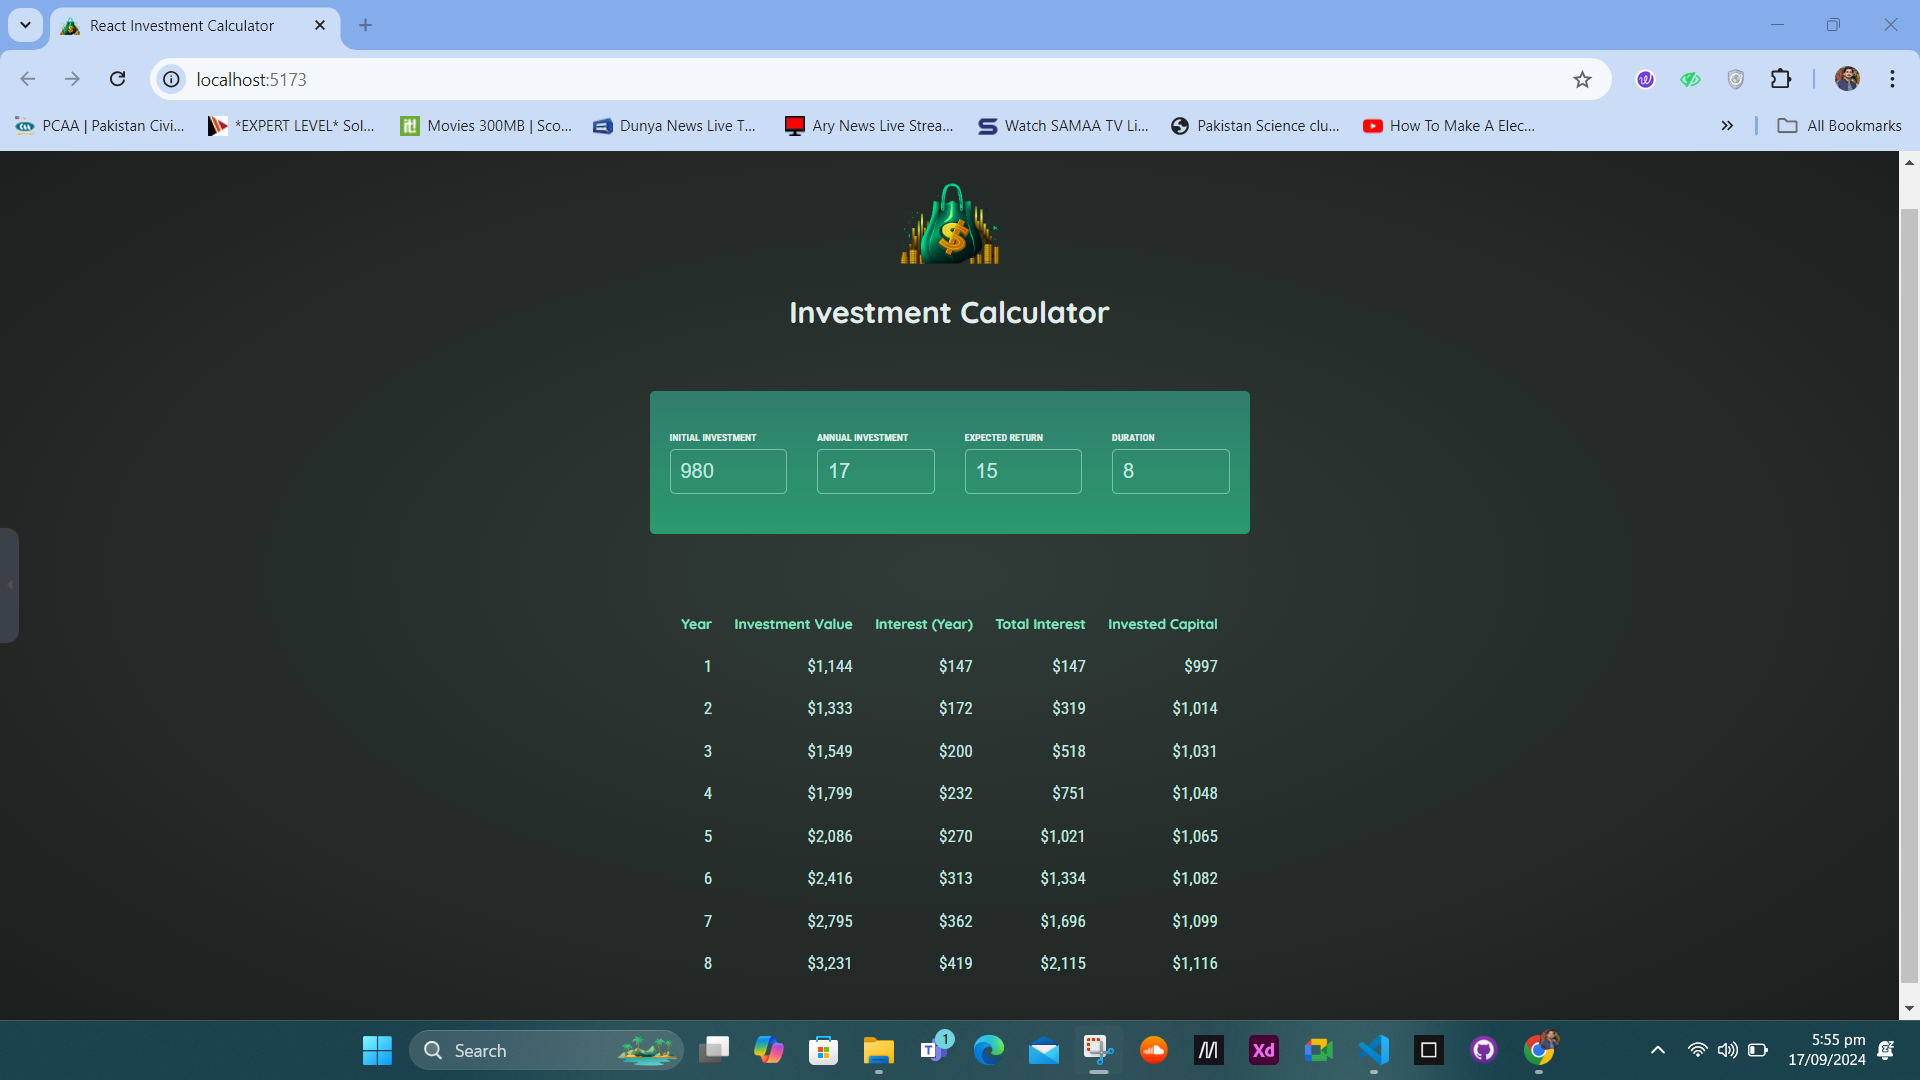 React Investment Calculator
localhost:5173
PCAA | Pakistan Civi...
*EXPERT LEVEL* Sol...
Movies 300MB | Sco...
Dunya News Live T...
Ary News Live Strea...
Watch SAMAA TV Li...
Pakistan Science clu...
How To Make A Elec...
All Bookmarks
Investment Calculator
INITIAL INVESTMENT ANNUAL INVESTMENT EXPECTED RETURN DURATION
980 17 15 8
Year Investment Value Interest (Year) Total Interest Invested Capital
1 $1,144 $147 $147 $997
2 $1,333 $172 $319 $1,014
3 $1,549 $200 $518 $1,031
4 $1,799 $232 $751 $1,048
5 $2,086 $270 $1,021 $1,065
6 $2,416 $313 $1,334 $1,082
7 $2,795 $362 $1,696 $1,099
8 $3,231 $419 $2,115 $1,116
Search
1
Xd
5:55 pm
17/09/2024